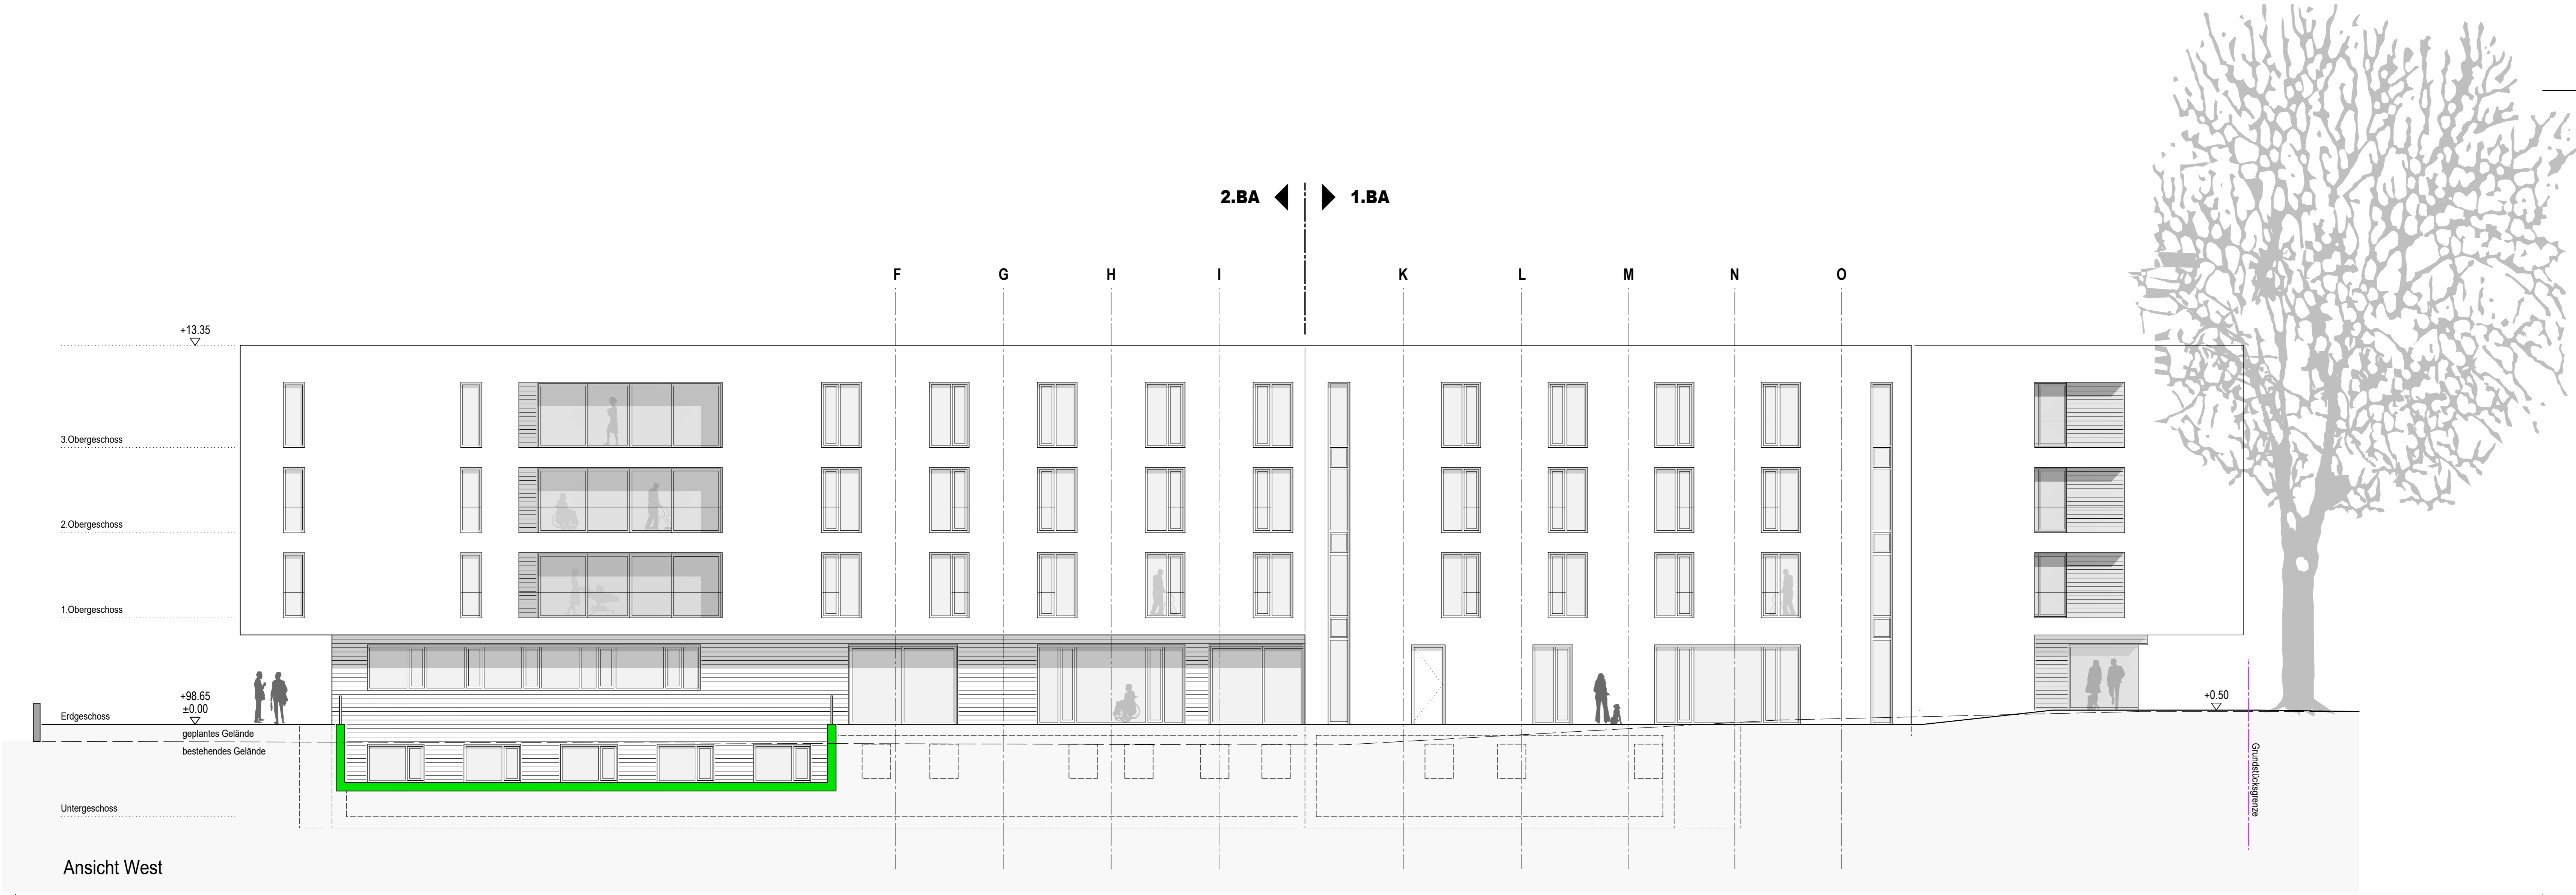 2.BA 1.BA
F G H I K L M N O
+13.35
3.Obergeschoss
2.Obergeschoss
1.Obergeschoss
+98.65
±0.00
+0.50
Erdgeschoss
geplantes Gelände
bestehendes Gelände
Grundstücksgrenze
Untergeschoss
Ansicht West